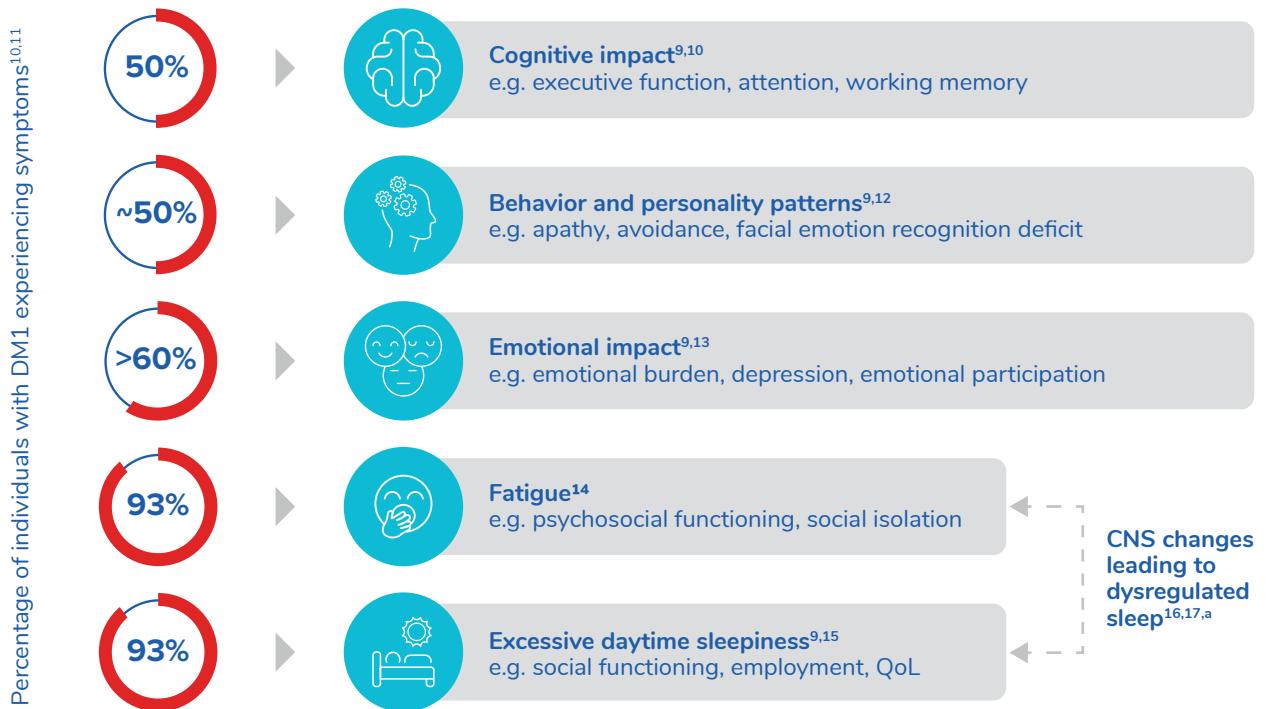 Percentage of individuals with DM1 experiencing symptoms10,11
50%
Cognitive impact9,10
e.g. executive function, attention, working memory
~50%
Behavior and personality patterns9,12
e.g. apathy, avoidance, facial emotion recognition deficit
>60%
Emotional impact9,13
e.g. emotional burden, depression, emotional participation
93%
Fatigue14
e.g. psychosocial functioning, social isolation
93%
Excessive daytime sleepiness9,15
e.g. social functioning, employment, QoL
CNS changes
leading to
dysregulated
sleep16,17,a